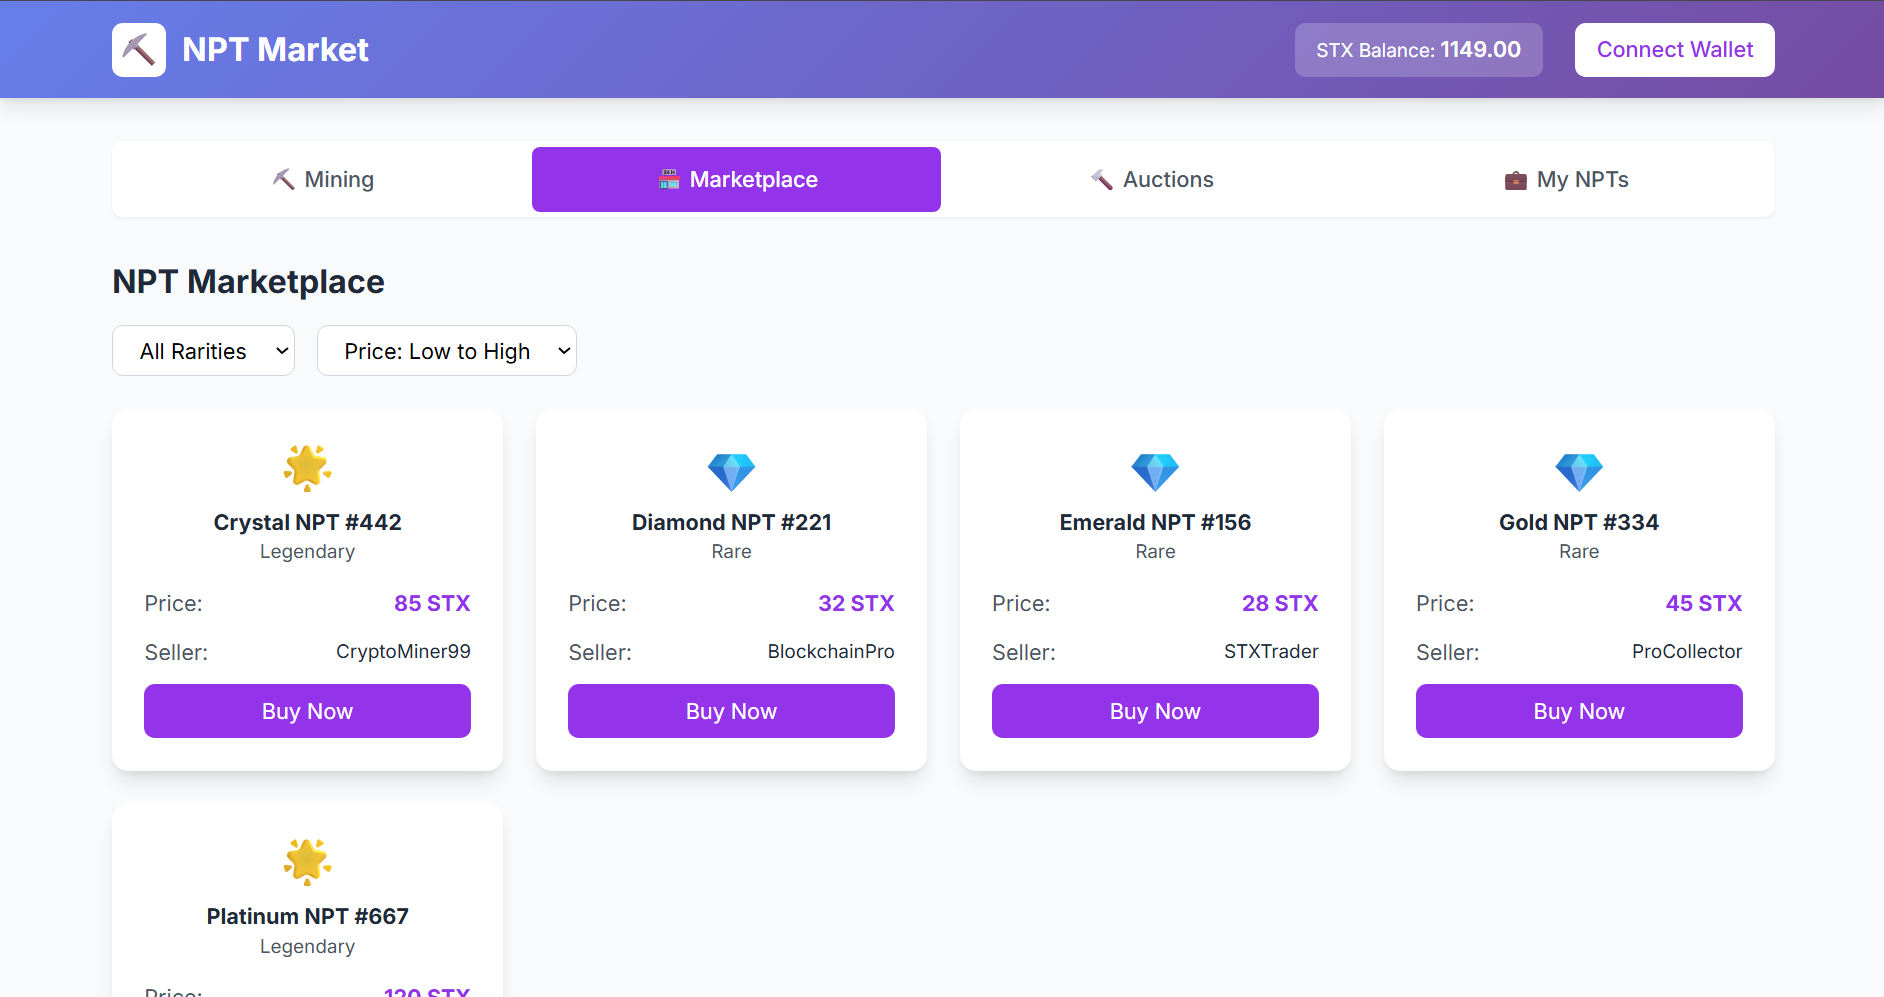 NPT Market
STX Balance: 1149.00
Connect Wallet
Mining
Marketplace
Auctions
My NPTs
NPT Marketplace
All Rarities
Price: Low to High
Crystal NPT #442
Legendary
Price: 85 STX
Seller: CryptoMiner99
Buy Now
Diamond NPT #221
Rare
Price: 32 STX
Seller: BlockchainPro
Buy Now
Emerald NPT #156
Rare
Price: 28 STX
Seller: STXTrader
Buy Now
Gold NPT #334
Rare
Price: 45 STX
Seller: ProCollector
Buy Now
Platinum NPT #667
Legendary
Price: 120 STX